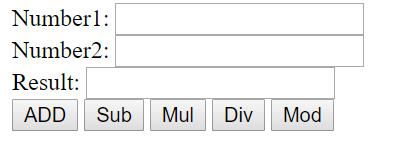 Number1:
Number2:
Result:
ADD Sub Mul Div Mod